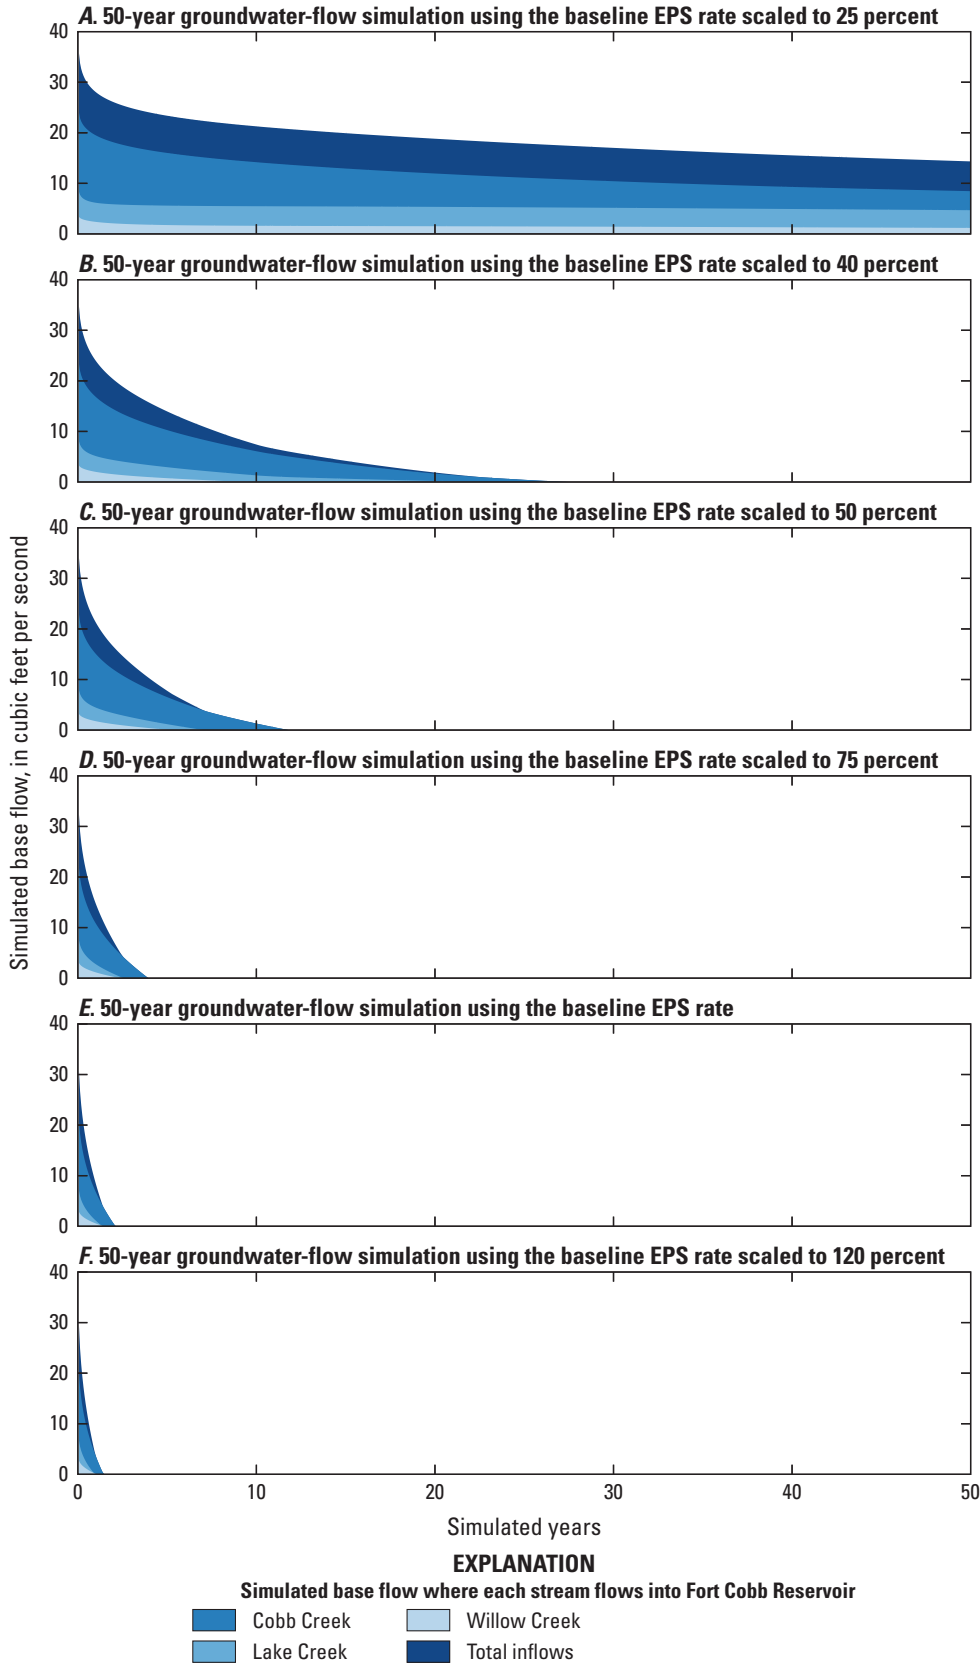 A. 50-year groundwater-flow simulation using the baseline EPS rate scaled to 25 percent
40
30
20
10
0
B. 50-year groundwater-flow simulation using the baseline EPS rate scaled to 40 percent
40
30
20
10
0
C. 50-year groundwater-flow simulation using the baseline EPS rate scaled to 50 percent
40
30
20
10
0
D. 50-year groundwater-flow simulation using the baseline EPS rate scaled to 75 percent
40
30
20
10
0
E. 50-year groundwater-flow simulation using the baseline EPS rate
40
30
20
10
0
F. 50-year groundwater-flow simulation using the baseline EPS rate scaled to 120 percent
40
30
20
10
0
Simulated base flow, in cubic feet per second
0 10 20 30 40 50
Simulated years
EXPLANATION
Simulated base flow where each stream flows into Fort Cobb Reservoir
Cobb Creek Willow Creek
Lake Creek Total inflows